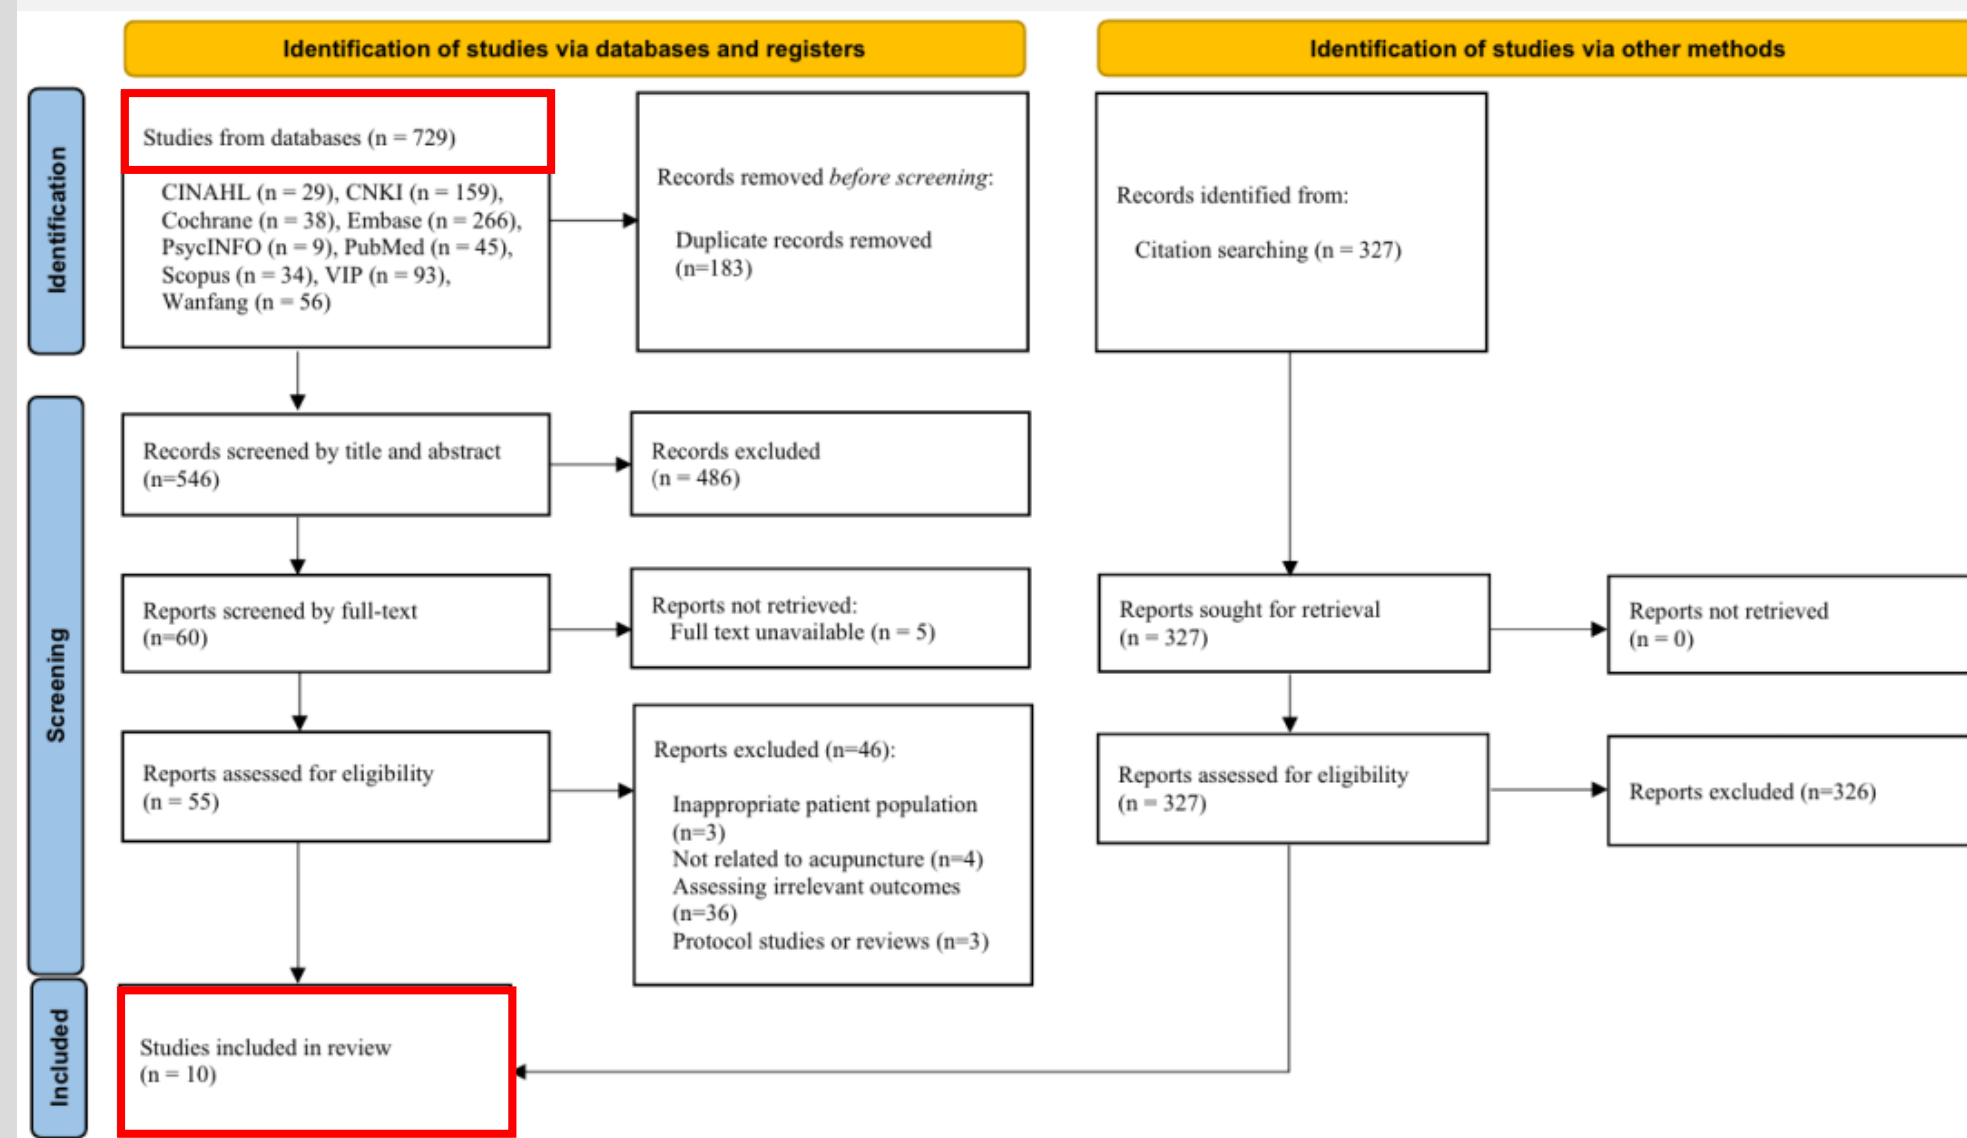 Identification of studies via databases and registers
Identification of studies via other methods
Identification
Studies from databases (n = 729)
CINAHL (n = 29), CNKI (n = 159),
Cochrane (n = 38), Embase (n = 266),
PsycINFO (n = 9), PubMed (n = 45),
Scopus (n = 34), VIP (n = 93),
Wanfang (n = 56)
Records removed before screening:
Duplicate records removed
(n=183)
Records identified from:
Citation searching (n = 327)
Screening
Records screened by title and abstract
(n=546)
Records excluded
(n = 486)
Reports screened by full-text
(n=60)
Reports not retrieved:
Full text unavailable (n = 5)
Reports sought for retrieval
(n = 327)
Reports not retrieved
(n = 0)
Reports assessed for eligibility
(n = 55)
Reports excluded (n=46):
Inappropriate patient population
(n=3)
Not related to acupuncture (n=4)
Assessing irrelevant outcomes
(n=36)
Protocol studies or reviews (n=3)
Reports assessed for eligibility
(n = 327)
Reports excluded (n=326)
Included
Studies included in review
(n = 10)